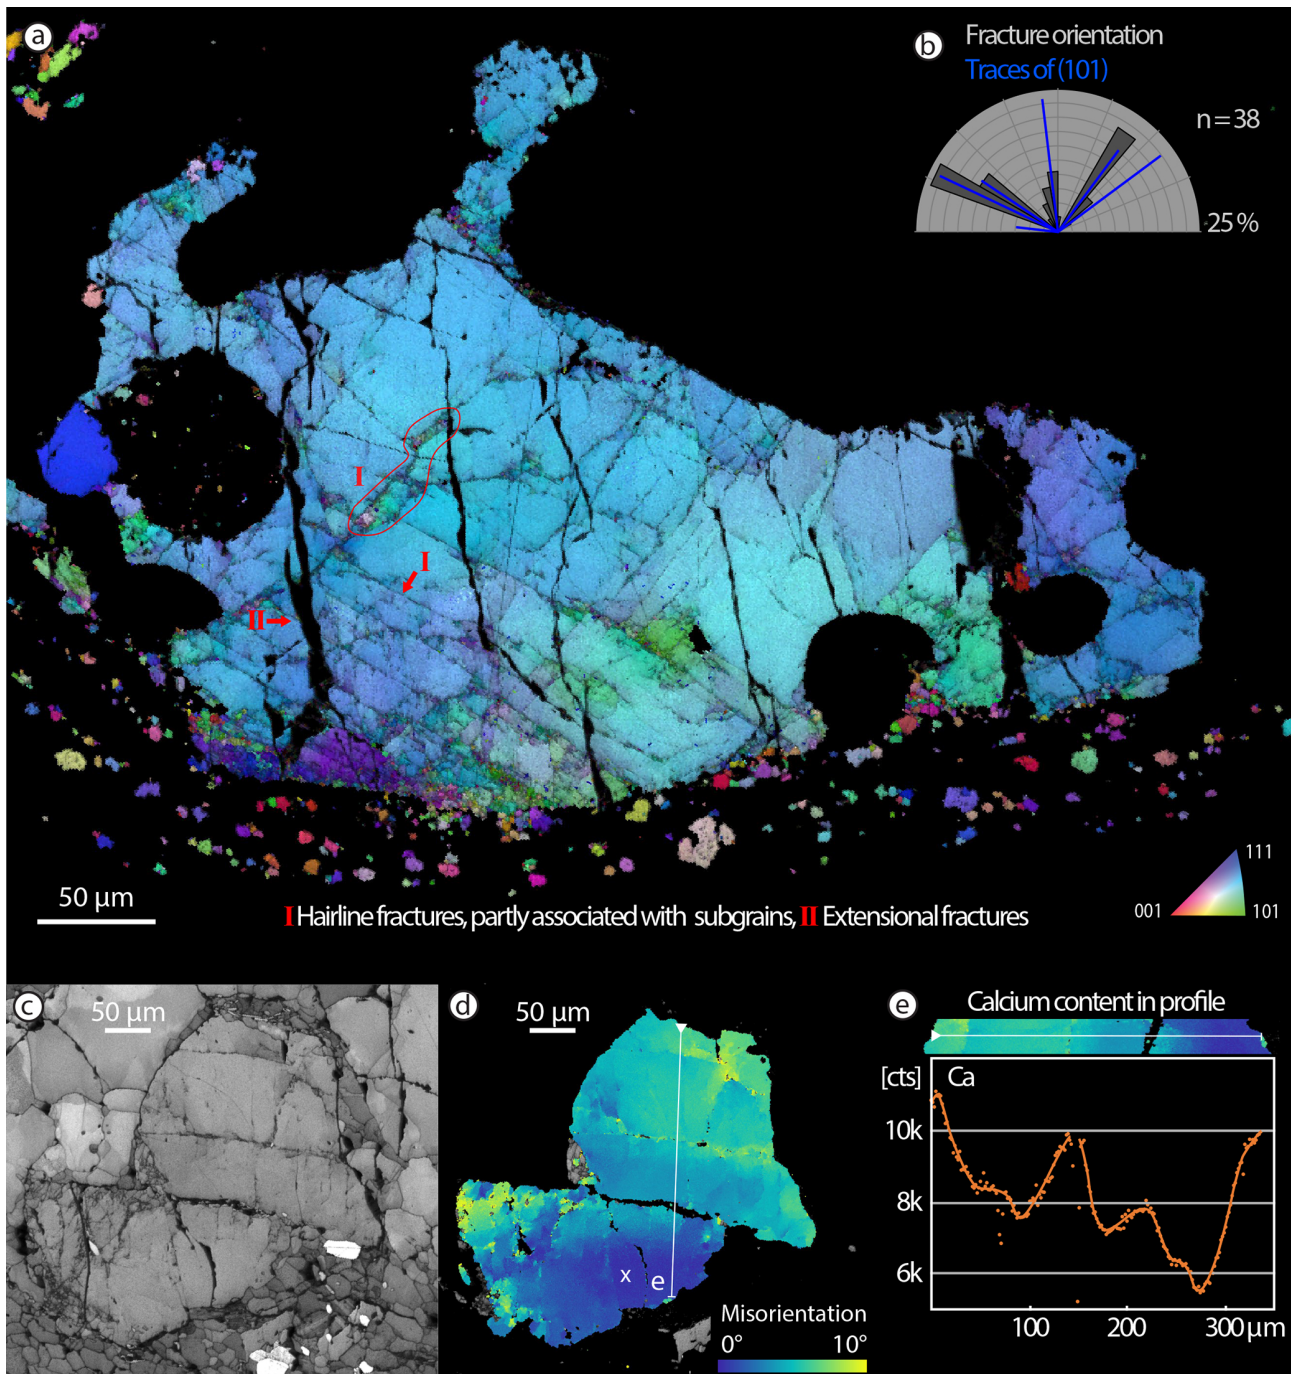 a
b
Fracture orientation
Traces of (101)
n = 38
25 %
I
I
II
50 µm
111
001
101
I Hairline fractures, partly associated with subgrains, II Extensional fractures
c
50 µm
d
50 µm
x
e
Misorientation
0° 10°
e
Calcium content in profile
[cts]
Ca
10k
8k
6k
100 200 300 µm